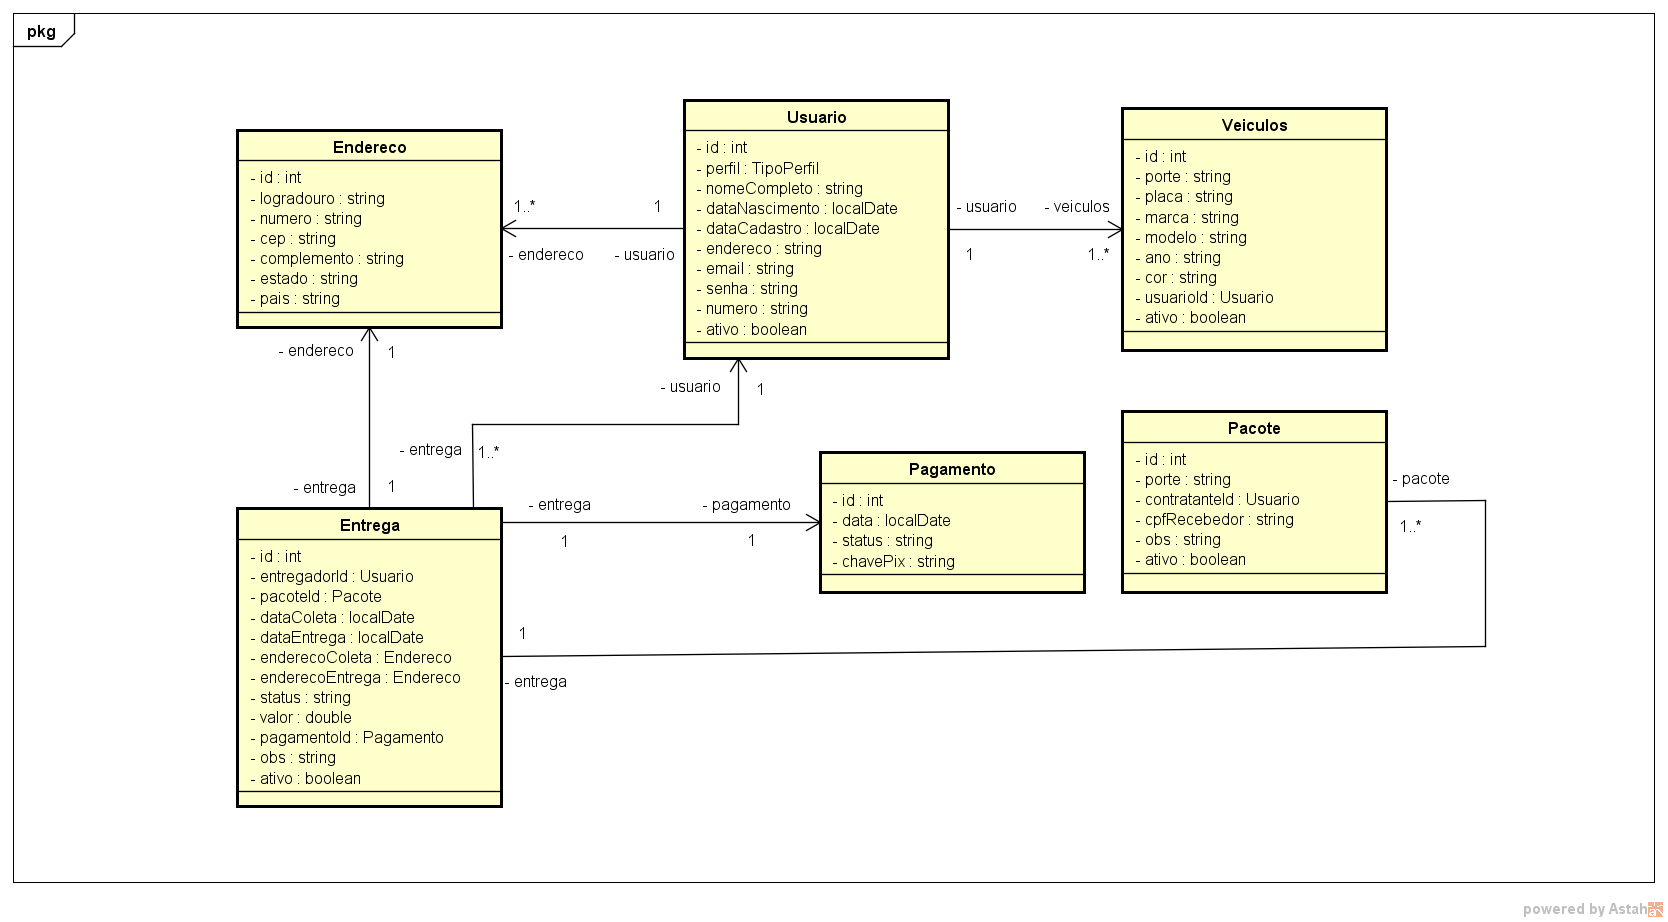 pkg
Endereco
- id : int
- logradouro : string
- numero : string
- cep : string
- complemento : string
- estado : string
- pais : string
1..*
1
- endereco
- usuario
Usuario
- id : int
- perfil : TipoPerfil
- nomeCompleto : string
- dataNascimento : localDate
- dataCadastro : localDate
- endereco : string
- email : string
- senha : string
- numero : string
- ativo : boolean
- usuario
- veiculos
1
1..*
Veiculos
- id : int
- porte : string
- placa : string
- marca : string
- modelo : string
- ano : string
- cor : string
- usuarioId : Usuario
- ativo : boolean
- endereco
1
- usuario
1
- entrega
1..*
- entrega
1
Entrega
- id : int
- entregadorId : Usuario
- pacoteId : Pacote
- dataColeta : localDate
- dataEntrega : localDate
- enderecoColeta : Endereco
- enderecoEntrega : Endereco
- status : string
- valor : double
- pagamentoId : Pagamento
- obs : string
- ativo : boolean
- entrega
- pagamento
1
1
Pagamento
- id : int
- data : localDate
- status : string
- chavePix : string
Pacote
- id : int
- porte : string
- contratanteId : Usuario
- cpfRecebedor : string
- obs : string
- ativo : boolean
- pacote
1..*
1
- entrega
powered by Astah